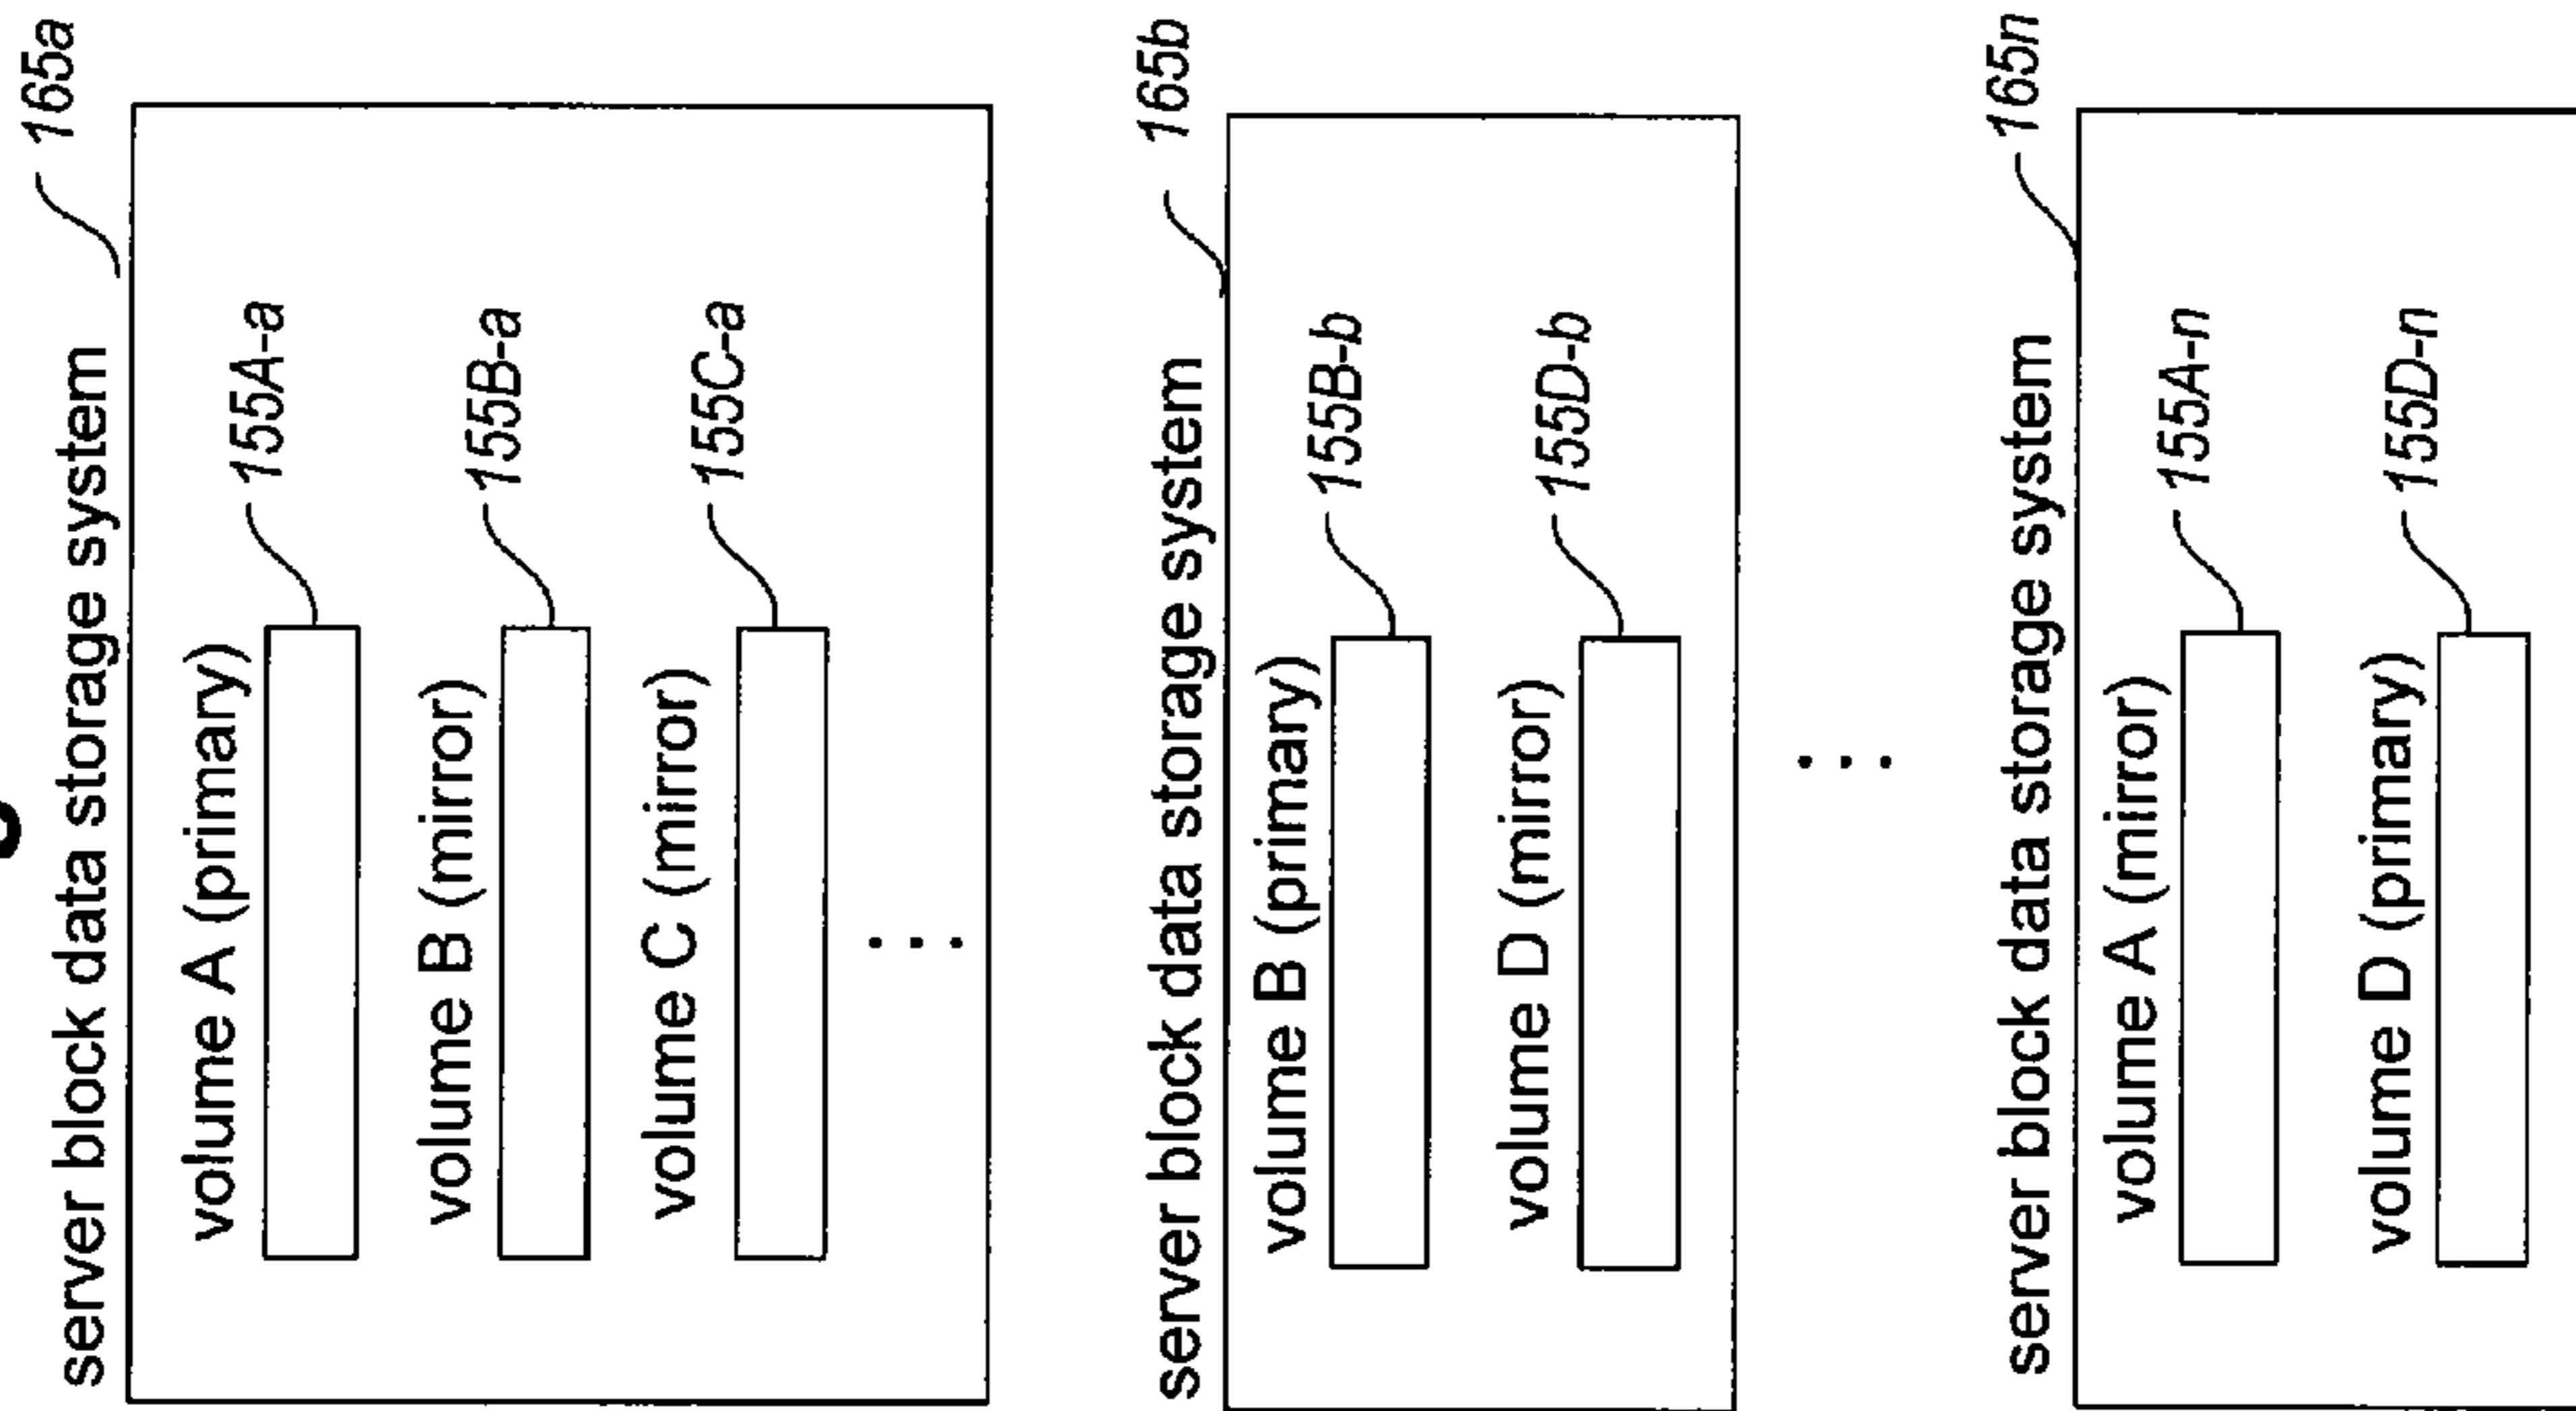 server block data storage system 165a
volume A (primary)
155A-a
volume B (mirror)
155B-a
volume C (mirror)
155C-a
...
server block data storage system 165b
volume B (primary)
155B-b
volume D (mirror)
155D-b
...
server block data storage system 165n
volume A (mirror)
155A-n
volume D (primary)
155D-n